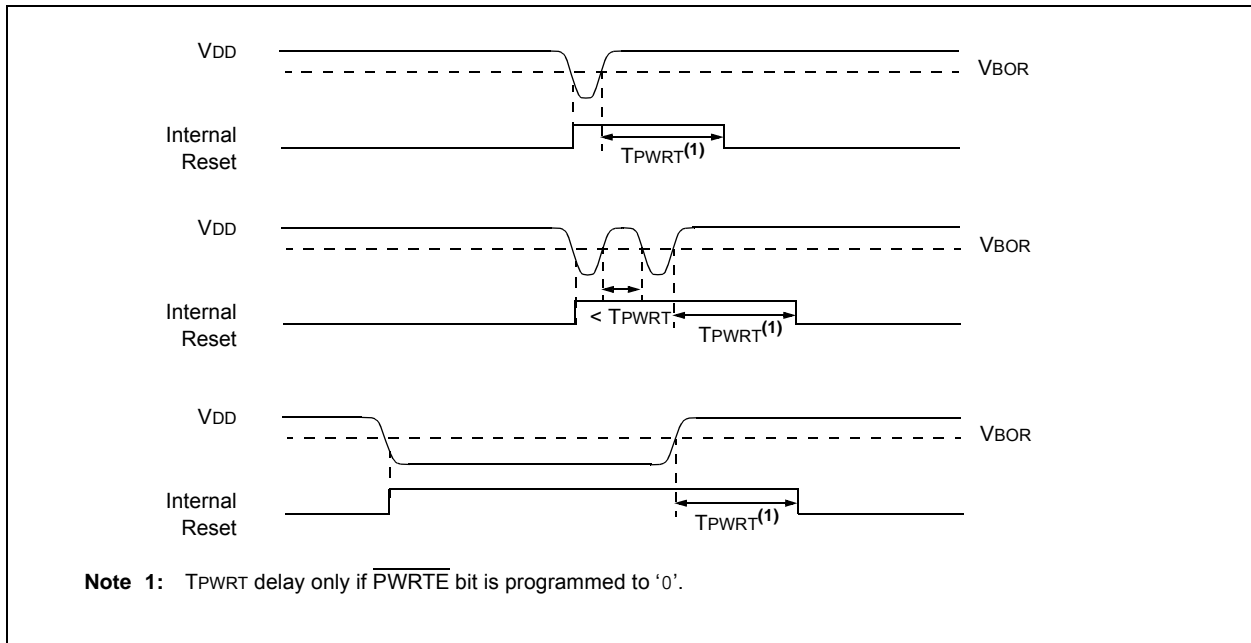 VDD
VBOR
Internal
Reset
TPWRT(1)
VDD
VBOR
Internal
Reset
< TPWRT
TPWRT(1)
VDD
VBOR
Internal
Reset
TPWRT(1)
Note 1: TPWRT delay only if PWRTE bit is programmed to ‘0’.